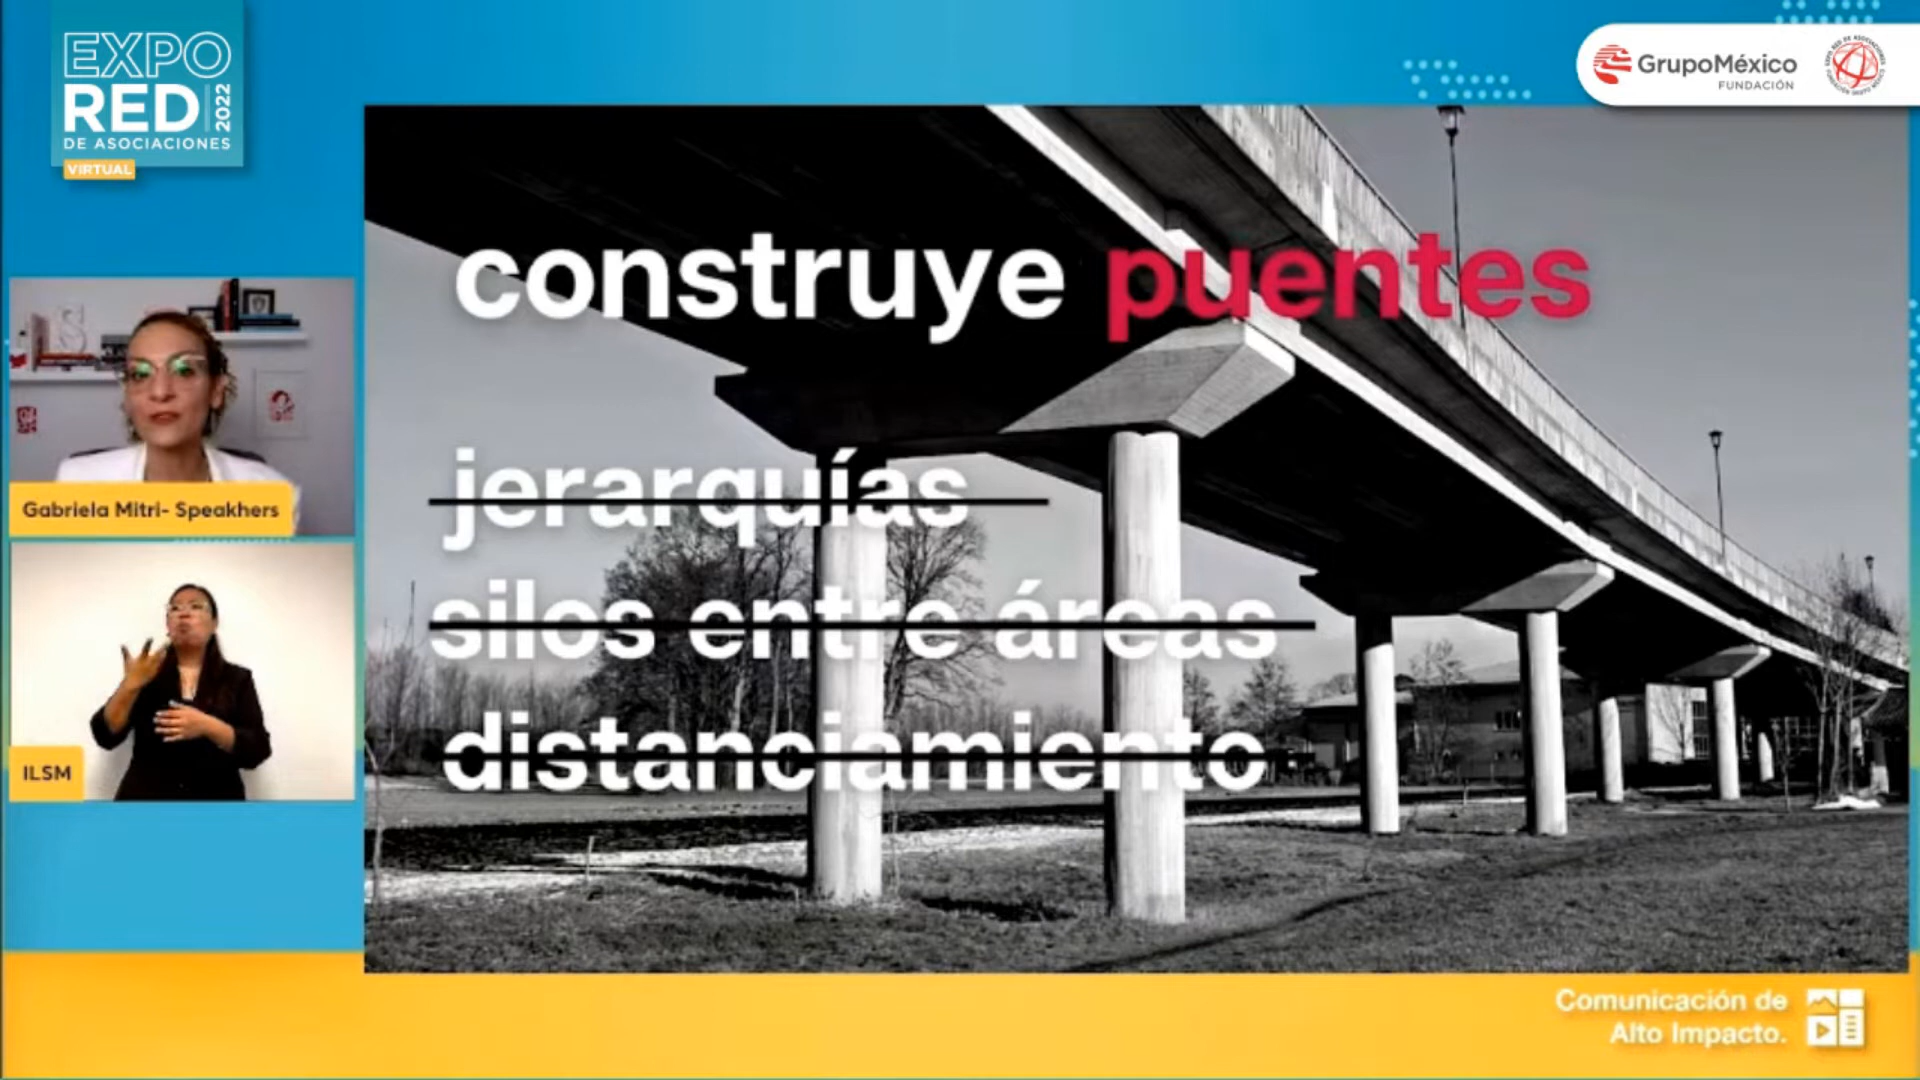 EXPO
RED 2022
DE ASOCIACIONES
VIRTUAL
GrupoMéxico
FUNDACIÓN
construye puentes
jerarquías
silos entre áreas
distanciamiento
Gabriela Mitri- Speakhers
ILSM
Comunicación de
Alto Impacto.